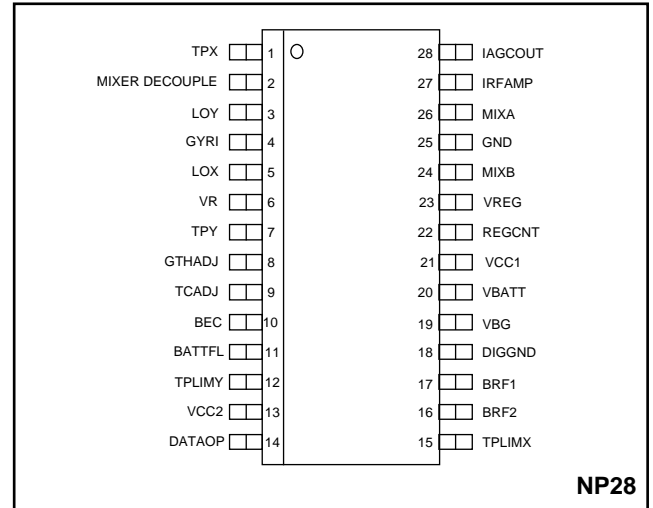 TPX 1 28 IAGCOUT
MIXER DECOUPLE 2 27 IRFAMP
LOY 3 26 MIXA
GYRI 4 25 GND
LOX 5 24 MIXB
VR 6 23 VREG
TPY 7 22 REGCNT
GTHADJ 8 21 VCC1
TCADJ 9 20 VBATT
BEC 10 19 VBG
BATTFL 11 18 DIGGND
TPLIMY 12 17 BRF1
VCC2 13 16 BRF2
DATAOP 14 15 TPLIMX
NP28